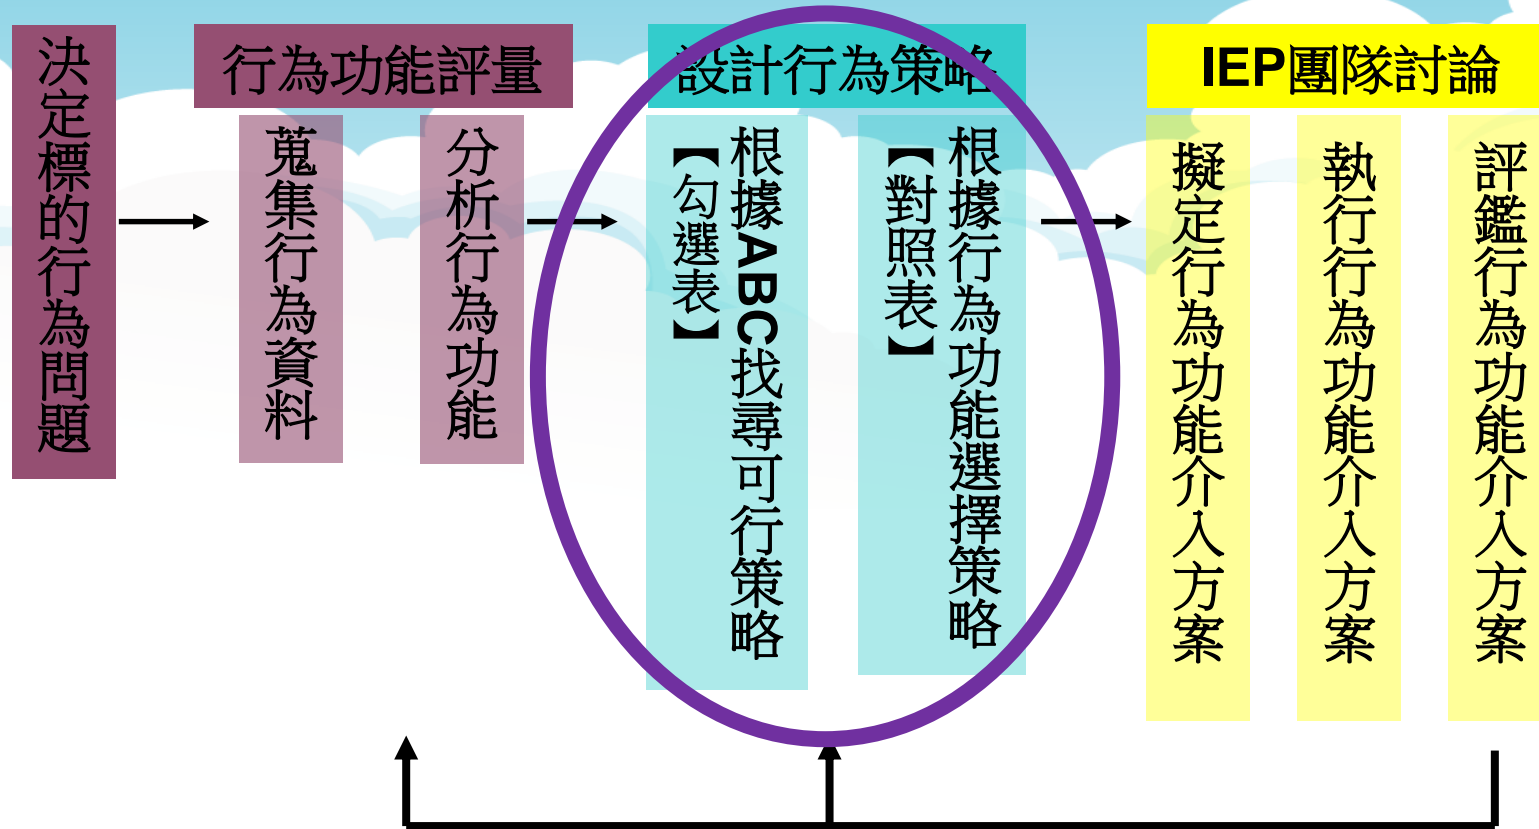 決定標的行為問題
行為功能評量
蒐集行為資料
分析行為功能
設計行為策略
根據ABC找尋可行策略
【勾選表】
根據行為功能選擇策略
【對照表】
IEP團隊討論
擬定行為功能介入方案
執行行為功能介入方案
評鑑行為功能介入方案